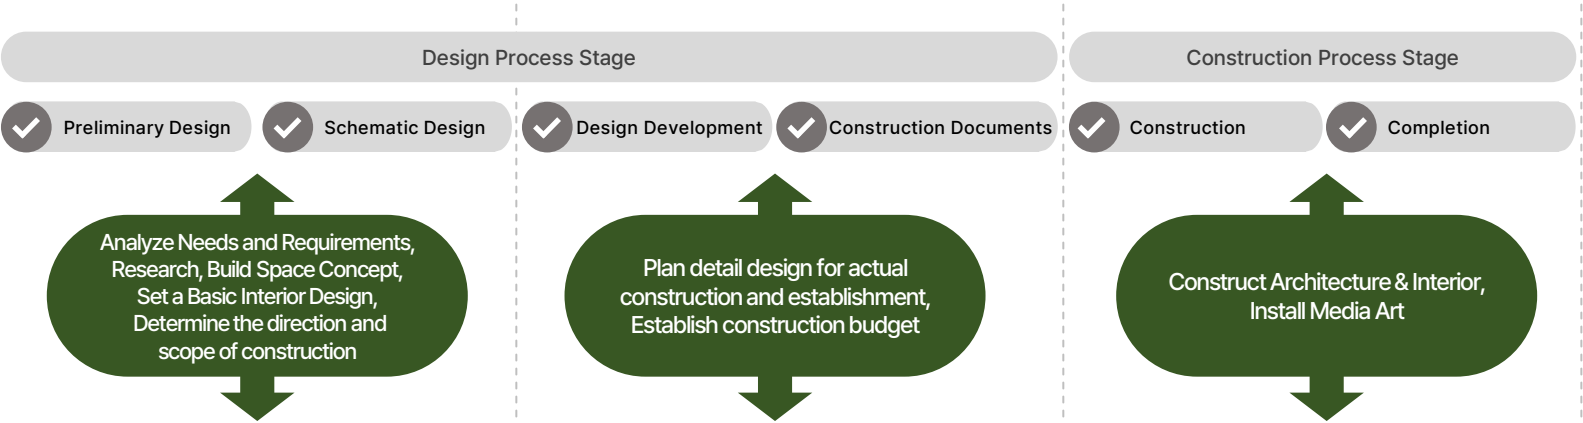 Design Process Stage
Construction Process Stage
Preliminary Design
Schematic Design
Design Development
Construction Documents
Construction
Completion
Analyze Needs and Requirements,
Research, Build Space Concept,
Set a Basic Interior Design,
Determine the direction and
scope of construction
Plan detail design for actual
construction and establishment,
Establish construction budget
Construct Architecture & Interior,
Install Media Art